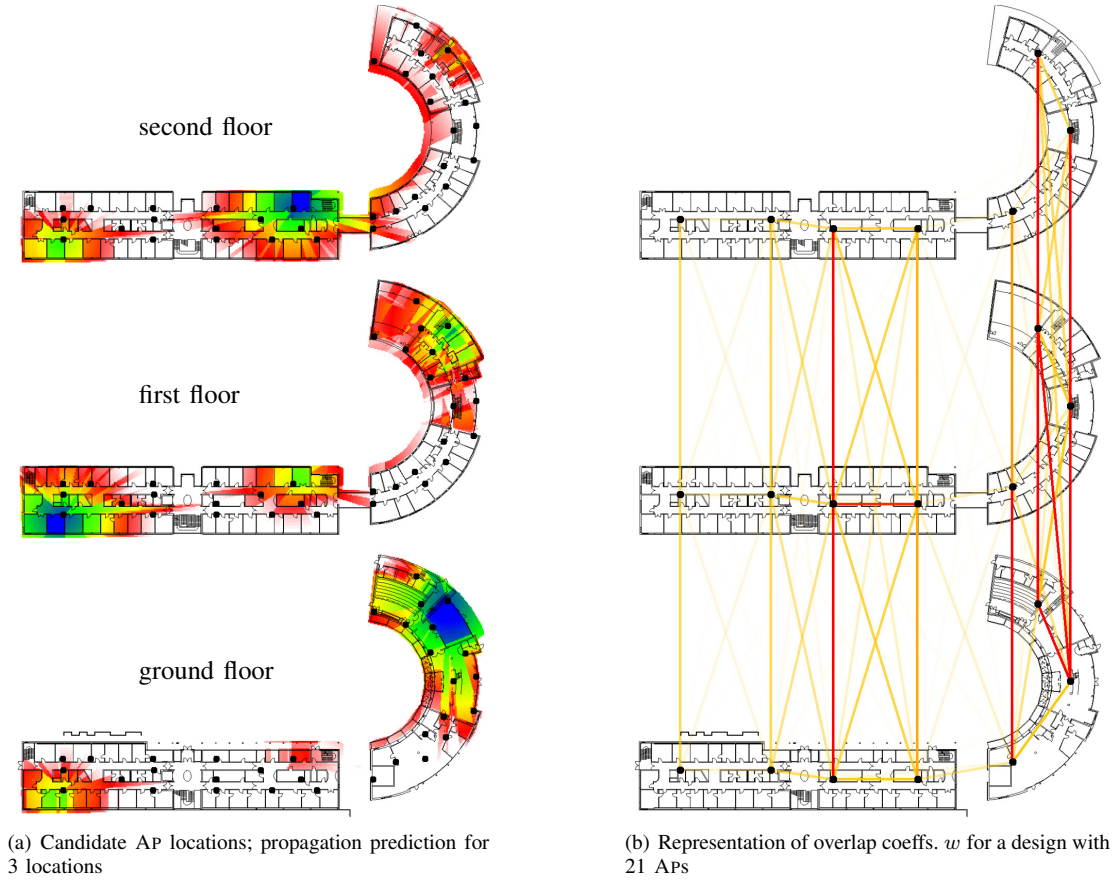 second floor
first floor
ground floor
(a) Candidate AP locations; propagation prediction for
3 locations
(b) Representation of overlap coeffs. w for a design with
21 APs